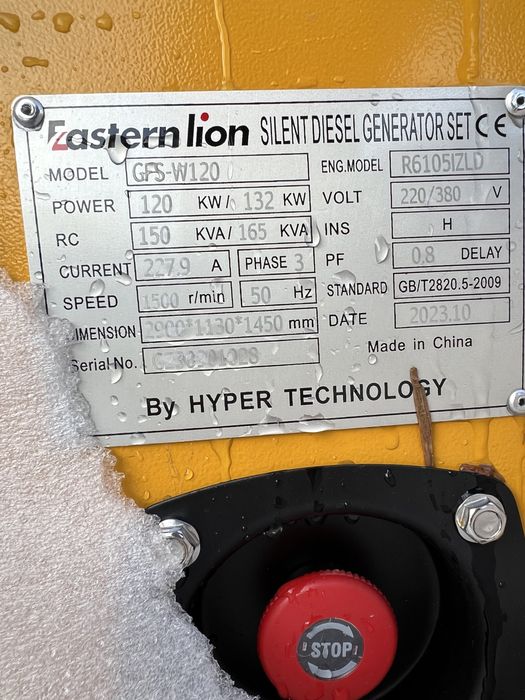 Eastern lion SILENT DIESEL GENERATOR SET CE
MODEL GFS-W120 ENG.MODEL R6105IZLD
POWER 120 KW/ 132 KW VOLT 220/380 V
RC 150 KVA/ 165 KVA INS H
CURRENT 227.9 A PHASE 3 PF 0.8 DELAY
SPEED 1500 r/min 50 Hz STANDARD GB/T2820.5-2009
DIMENSION 2900*1130*1450 mm DATE 2023.10
Serial No. Made in China
By HYPER TECHNOLOGY
STOP